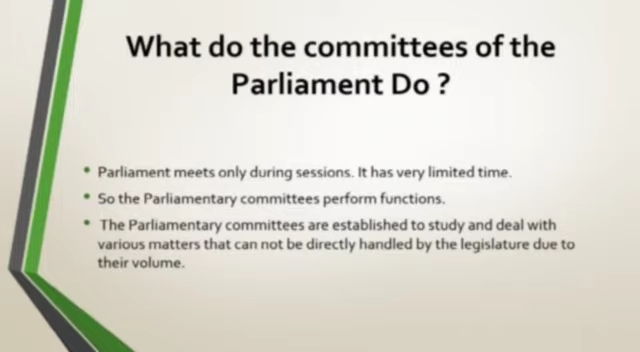 What do the committees of the
Parliament Do ?
• Parliament meets only during sessions. It has very limited time.
• So the Parliamentary committees perform functions.
• The Parliamentary committees are established to study and deal with
various matters that can not be directly handled by the legislature due to
their volume.